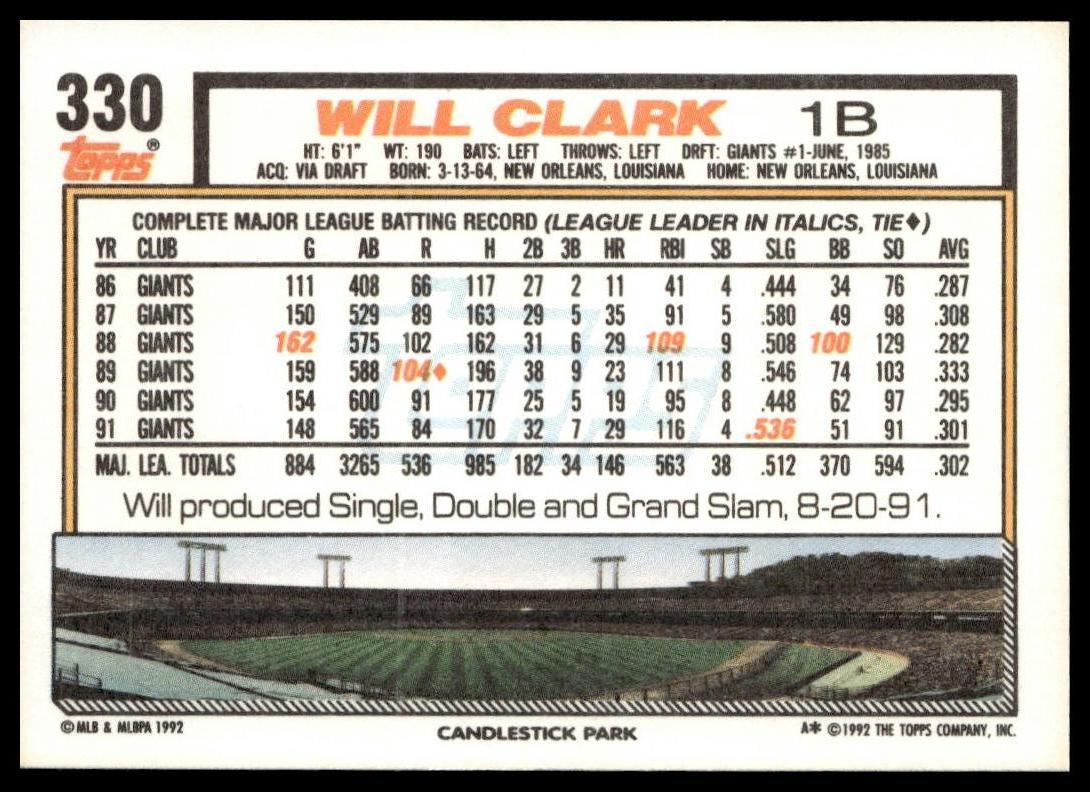 330
WILL CLARK 1B
topps®
HT: 6'1" WT: 190 BATS: LEFT THROWS: LEFT DRFT: GIANTS #1-JUNE, 1985
ACQ: VIA DRAFT BORN: 3-13-64, NEW ORLEANS, LOUISIANA HOME: NEW ORLEANS, LOUISIANA
COMPLETE MAJOR LEAGUE BATTING RECORD (LEAGUE LEADER IN ITALICS, TIE♦)
YR CLUB G AB R H 2B 3B HR RBI SB SLG BB SO AVG
86 GIANTS 111 408 66 117 27 2 11 41 4 .444 34 76 .287
87 GIANTS 150 529 89 163 29 5 35 91 5 .580 49 98 .308
88 GIANTS 162 575 102 162 31 6 29 109 9 .508 100 129 .282
89 GIANTS 159 588 104♦ 196 38 9 23 111 8 .546 74 103 .333
90 GIANTS 154 600 91 177 25 5 19 95 8 .448 62 97 .295
91 GIANTS 148 565 84 170 32 7 29 116 4 .536 51 91 .301
MAJ. LEA. TOTALS 884 3265 536 985 182 34 146 563 38 .512 370 594 .302
Will produced Single, Double and Grand Slam, 8-20-91.
© MLB & MLBPA 1992
CANDLESTICK PARK
A* © 1992 THE TOPPS COMPANY, INC.